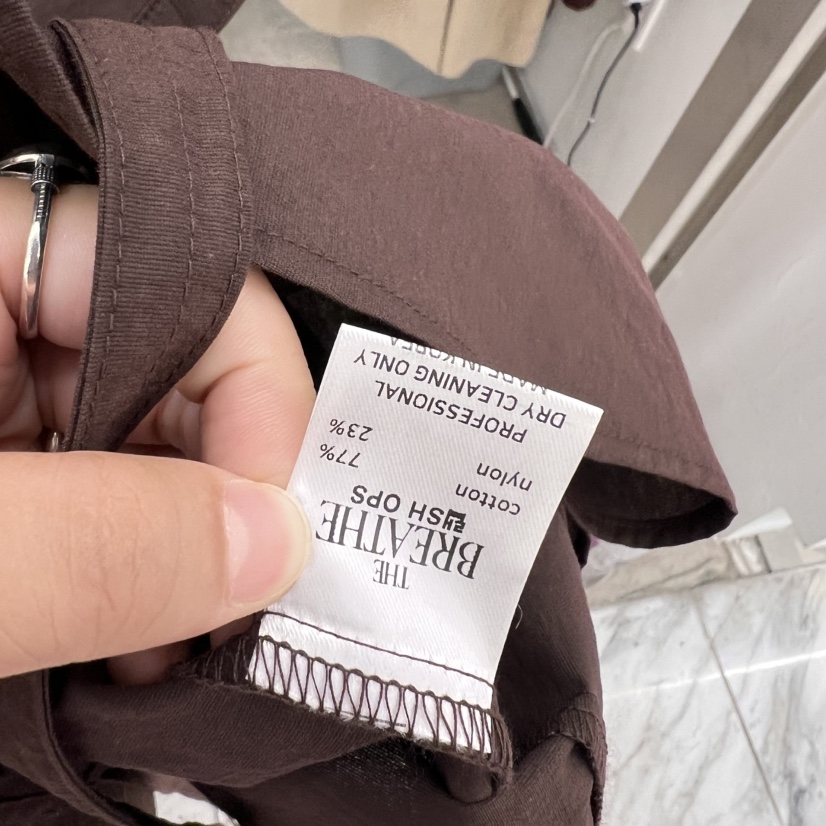 THE
BREATHE
SH OPS
cotton 77%
nylon 23%
PROFESSIONAL
DRY CLEANING ONLY
MADE IN KOREA